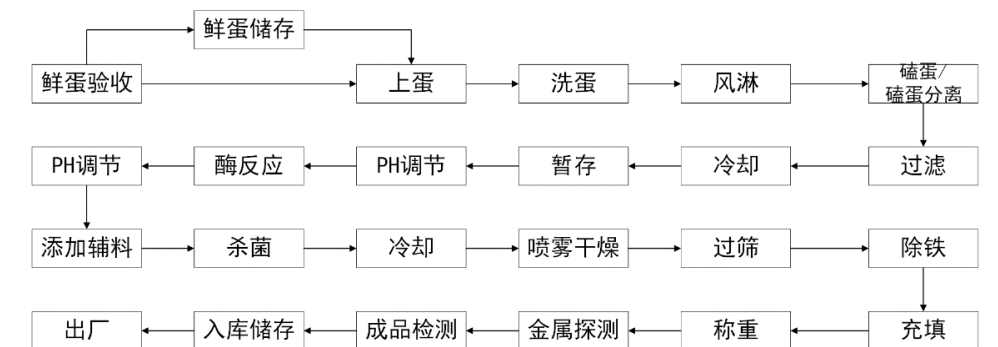 鲜蛋储存
鲜蛋验收
上蛋
洗蛋
风淋
磕蛋/
磕蛋分离
PH调节
酶反应
PH调节
暂存
冷却
过滤
添加辅料
杀菌
冷却
喷雾干燥
过筛
除铁
出厂
入库储存
成品检测
金属探测
称重
充填